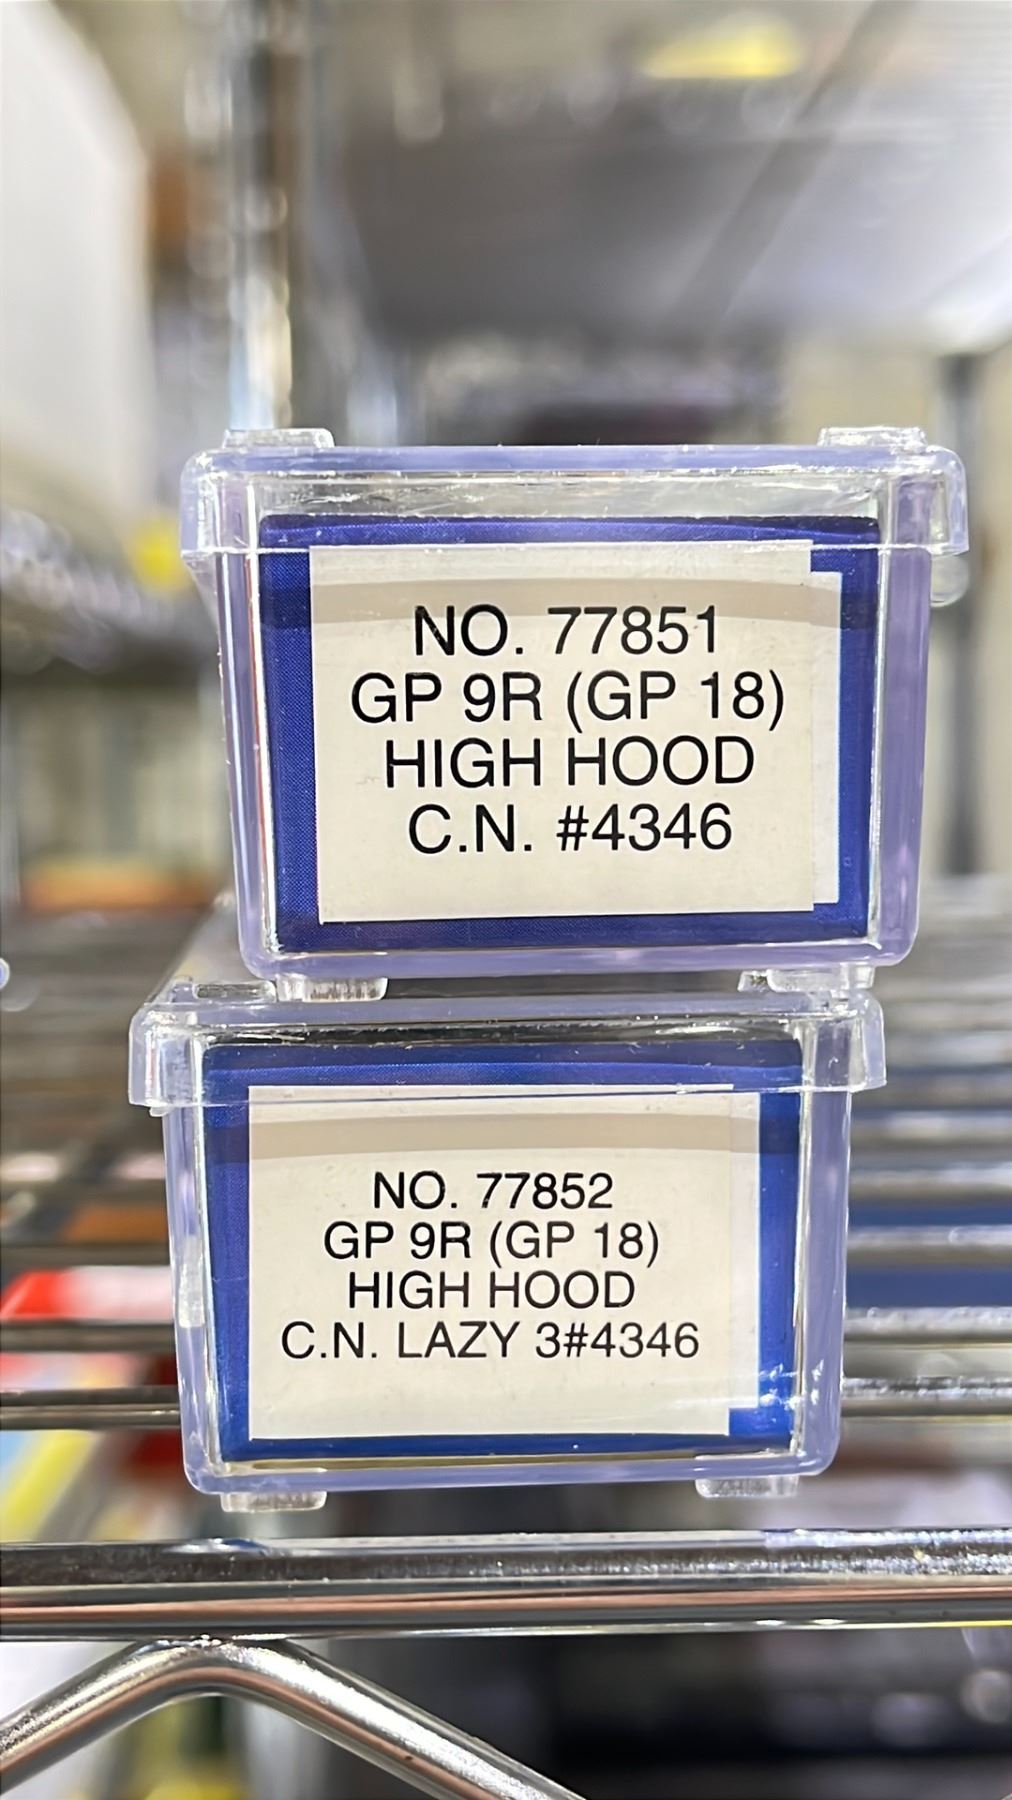 NO. 77851
GP 9R (GP 18)
HIGH HOOD
C.N. #4346
NO. 77852
GP 9R (GP 18)
HIGH HOOD
C.N. LAZY 3#4346